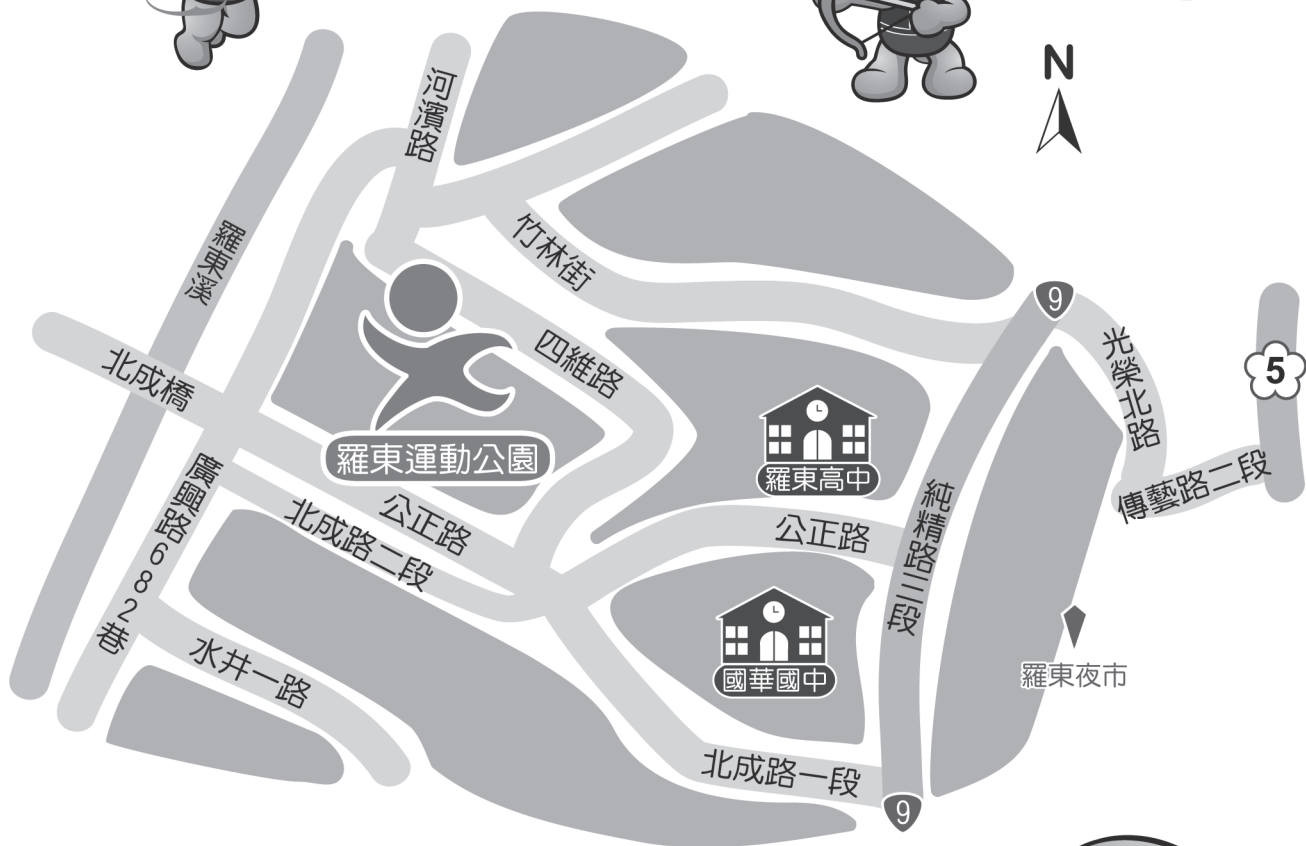 N
河濱路
竹林街
羅東溪
9
光榮北路
5
四維路
北成橋
羅東運動公園
羅東高中
傳藝路二段
廣興路682巷
公正路
北成路二段
公正路
純精路三段
水井一路
國華國中
羅東夜市
北成路一段
9